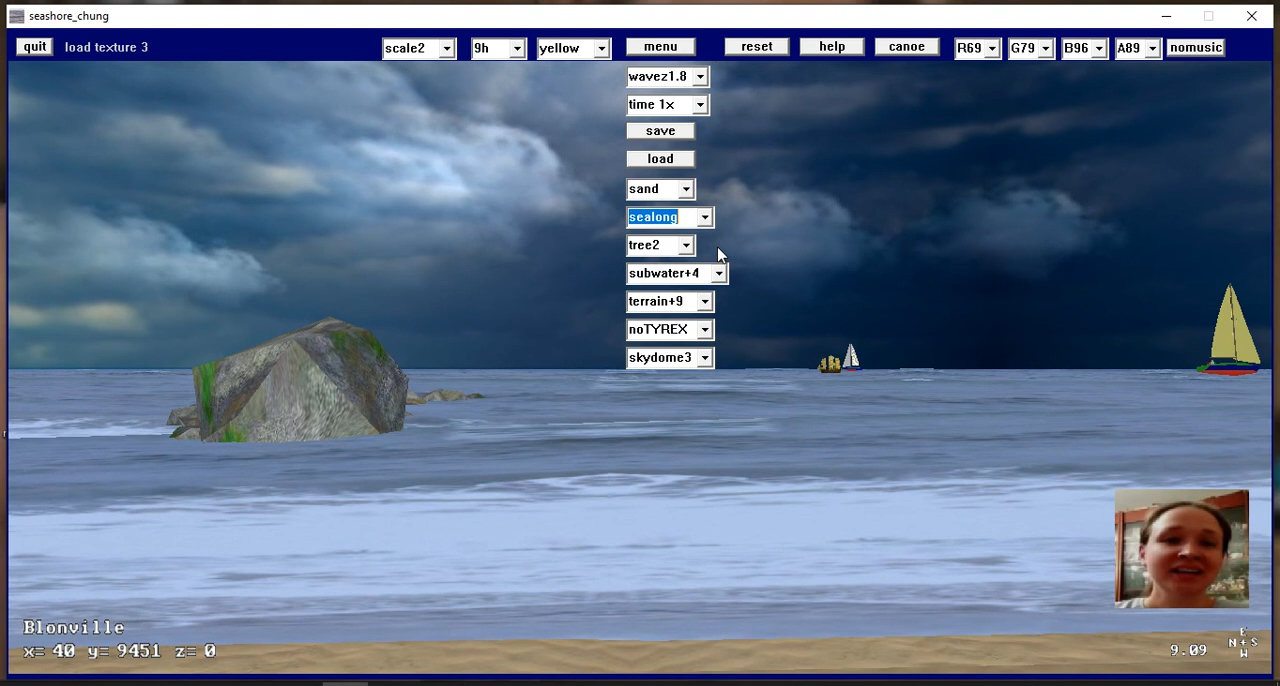 seashore_chung
quit load texture 3 scale2 9h yellow menu reset help canoe R69 G79 B96 A89 nomusic
wavez1.8
time 1x
save
load
sand
sealong
tree2
subwater+4
terrain+9
noTYREX
skydome3
Blonville
x= 40 y= 9451 z= 0
9.09
E
N + S
W